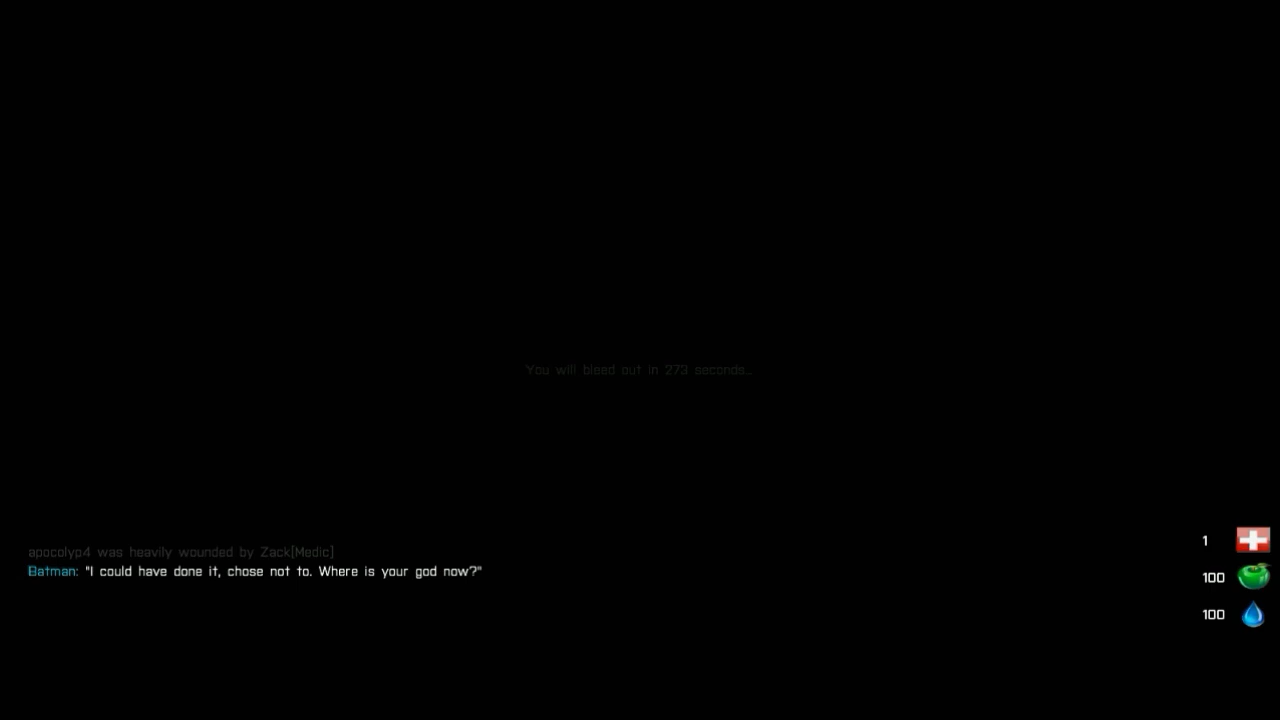 You will bleed out in 273 seconds...
apocolyp4 was heavily wounded by Zack[Medic]
Batman: "I could have done it, chose not to. Where is your god now?"
1
100
100